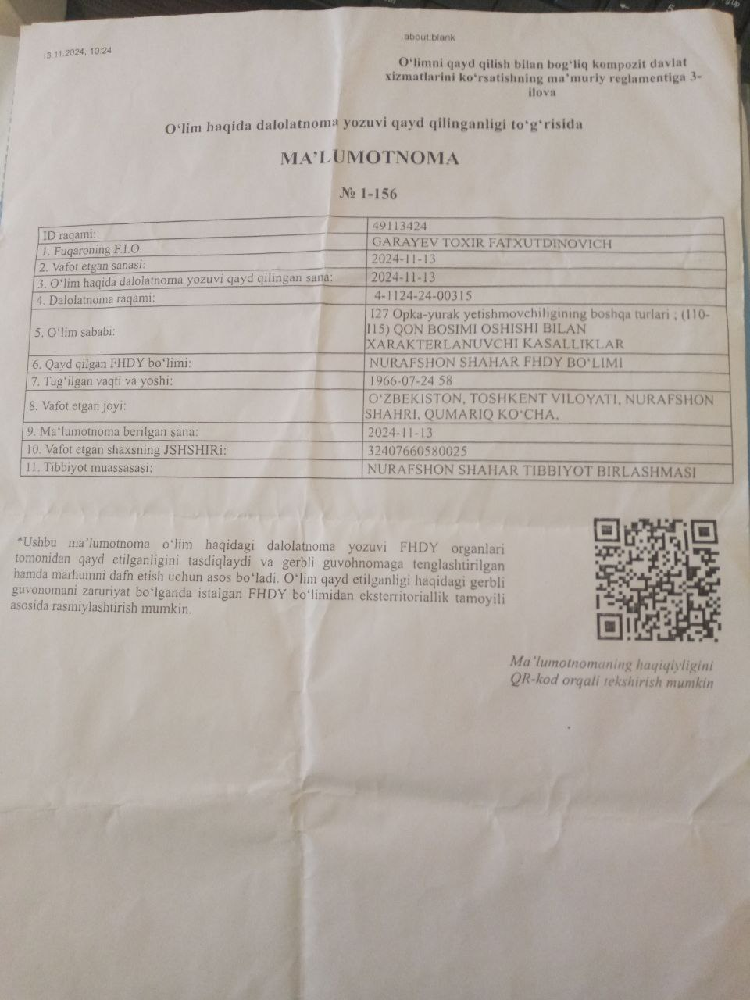 13.11.2024, 10:24
about:blank
O‘limni qayd qilish bilan bog‘liq kompozit davlat
xizmatlarini ko‘rsatishning ma’muriy reglamentiga 3-
ilova
O‘lim haqida dalolatnoma yozuvi qayd qilinganligi to‘g‘risida
MA’LUMOTNOMA
№ 1-156
ID raqami: 49113424
1. Fuqaroning F.I.O. GARAYEV TOXIR FATXUTDINOVICH
2. Vafot etgan sanasi: 2024-11-13
3. O‘lim haqida dalolatnoma yozuvi qayd qilingan sana: 2024-11-13
4. Dalolatnoma raqami: 4-1124-24-00315
5. O‘lim sababi: I27 Opka-yurak yetishmovchiligining boshqa turlari ; (I10-
I15) QON BOSIMI OSHISHI BILAN
XARAKTERLANUVCHI KASALLIKLAR
6. Qayd qilgan FHDY bo‘limi: NURAFSHON SHAHAR FHDY BO‘LIMI
7. Tug‘ilgan vaqti va yoshi: 1966-07-24 58
8. Vafot etgan joyi: O‘ZBEKISTON, TOSHKENT VILOYATI, NURAFSHON
SHAHRI, QUMARIQ KO‘CHA,
9. Ma‘lumotnoma berilgan sana: 2024-11-13
10. Vafot etgan shaxsning JSHSHIRi: 32407660580025
11. Tibbiyot muassasasi: NURAFSHON SHAHAR TIBBIYOT BIRLASHMASI
*Ushbu ma’lumotnoma o‘lim haqidagi dalolatnoma yozuvi FHDY organlari
tomonidan qayd etilganligini tasdiqlaydi va gerbli guvohnomaga tenglashtirilgan
hamda marhumni dafn etish uchun asos bo‘ladi. O‘lim qayd etilganligi haqidagi gerbli
guvonomani zaruriyat bo‘lganda istalgan FHDY bo‘limidan eksterritoriallik tamoyili
asosida rasmiylashtirish mumkin.
Ma’lumotnomaning haqiqiyligini
QR-kod orqali tekshirish mumkin